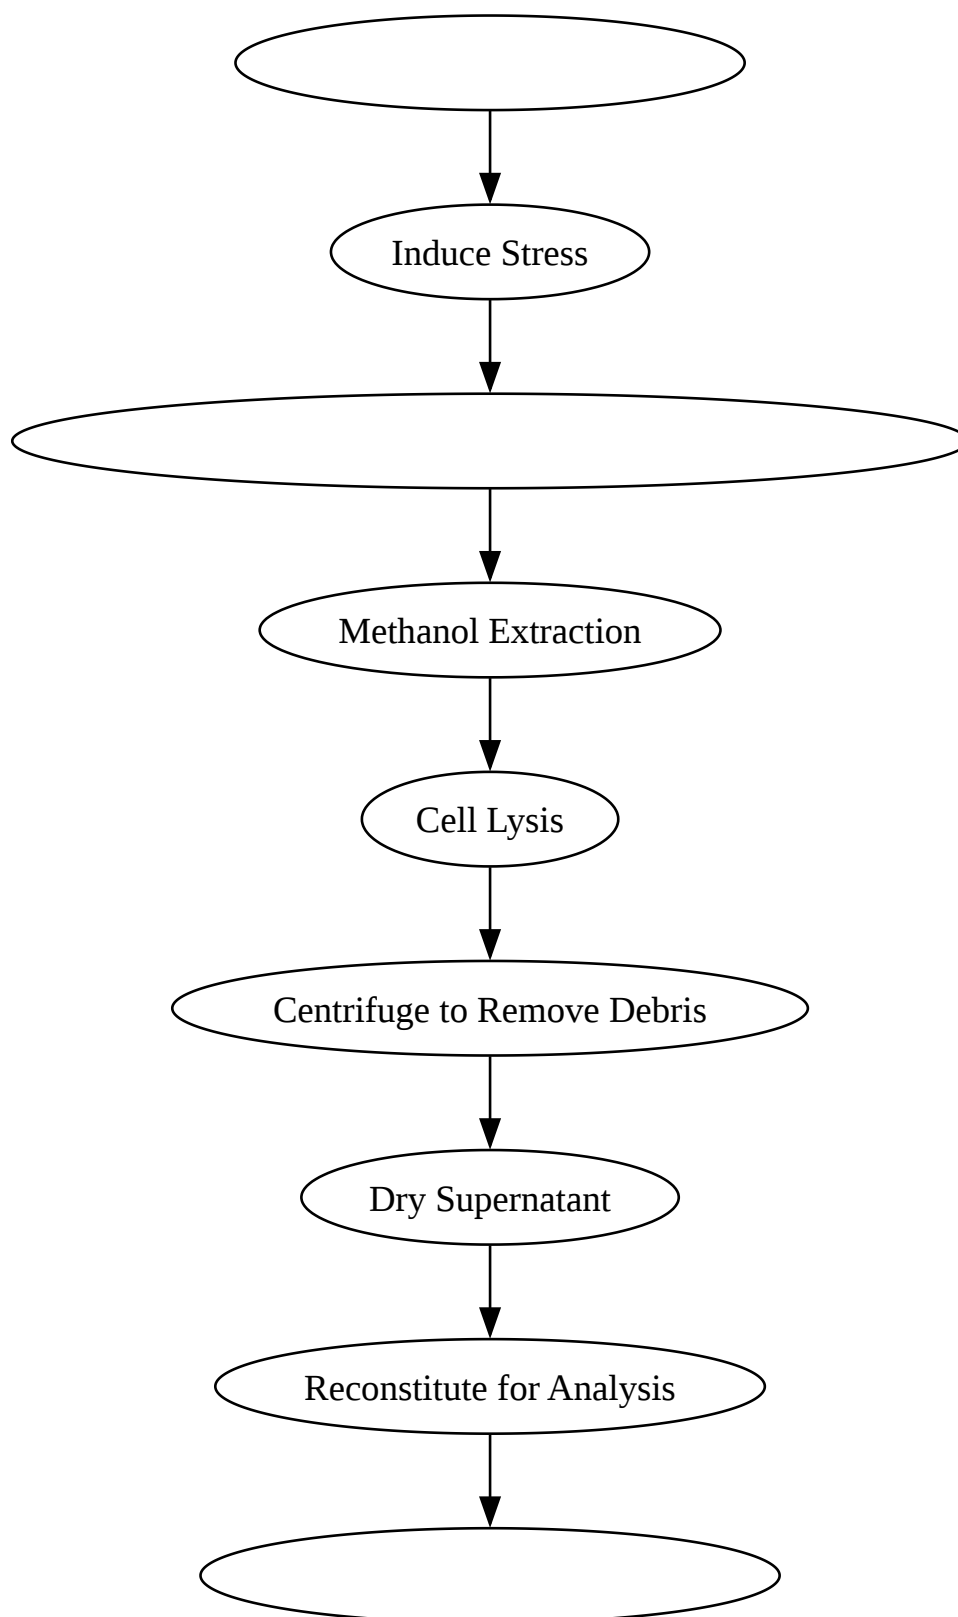 Induce Stress
Methanol Extraction
Cell Lysis
Centrifuge to Remove Debris
Dry Supernatant
Reconstitute for Analysis